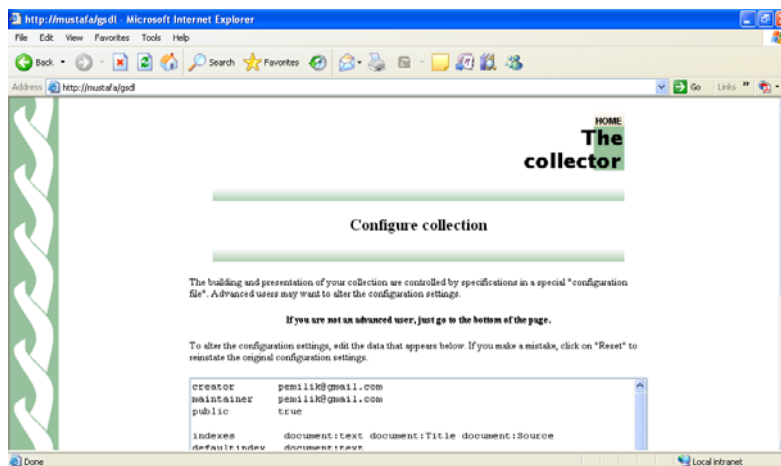 http://mustafa/gsdl - Microsoft Internet Explorer
File Edit View Favorites Tools Help
Back Search Favorites
Address http://mustafa/gsdl Go Links »
HOME
The
collector
Configure collection
The building and presentation of your collection are controlled by specifications in a special "configuration
file". Advanced users may want to alter the configuration settings.
If you are not an advanced user, just go to the bottom of the page.
To alter the configuration settings, edit the data that appears below. If you make a mistake, click on "Reset" to
reinstate the original configuration settings.
creator pemilik@gmail.com
maintainer pemilik@gmail.com
public true
indexes document:text document:Title document:Source
defaultindex document:text
Done Local intranet